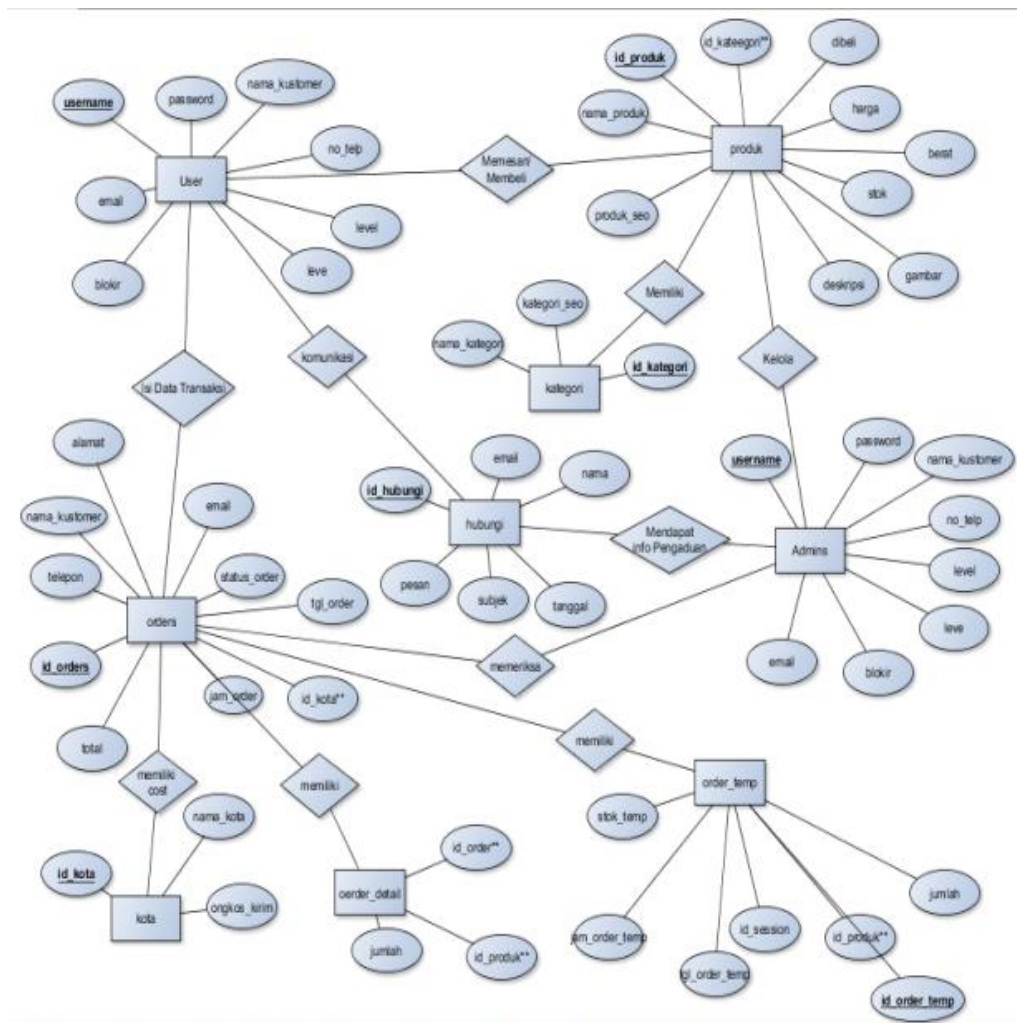 id_kateegori**
dibeli
id_produk
nama_kustomer
password
username
nama_produk
harga
no_telp
produk
berat
User
Memesan/
Membeli
email
stok
produk_seo
level
leve
blokir
deskripsi
gambar
Memiliki
kategori_seo
nama_kategori
komunikasi
Kelola
id_kategori
kategori
Isi Data Transaksi
alamat
password
username
nama_kustomer
email
nama
id_hubungi
nama_kustomer
email
hubungi
Mendapat
info Pengaduan
Admins
no_telp
telepon
status_order
level
pesan
subjek
tanggal
tgl_order
orders
leve
id_orders
memeriksa
email
blokir
jam_order
id_kota**
total
memiliki
memiliki
cost
memiliki
order_temp
nama_kota
stok_temp
id_order**
id_kota
oerder_detail
jumlah
kota
ongkos_kirim
jumlah
id_produk**
jam_order_temp
id_session
id_produk**
tgl_order_temp
id_order_temp